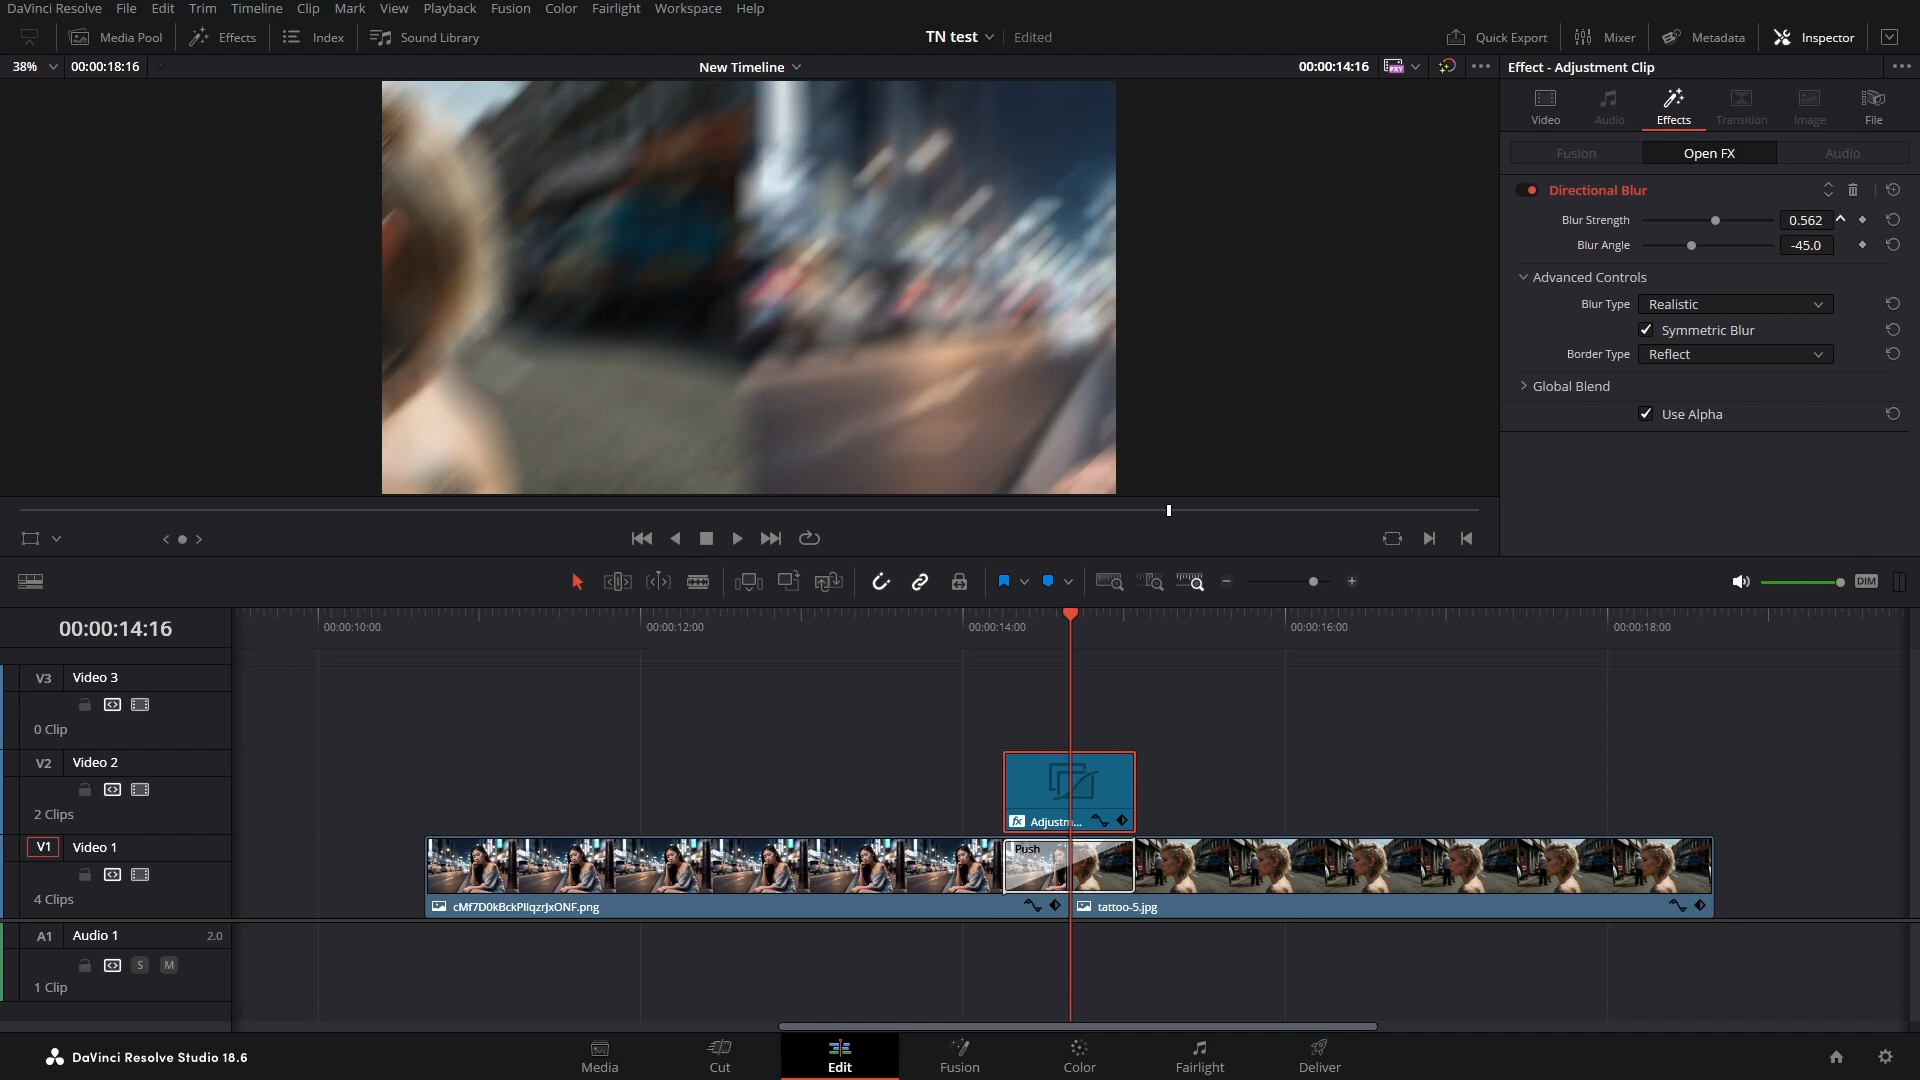 DaVinci Resolve File Edit Trim Timeline Clip Mark View Playback Fusion Color Fairlight Workspace Help
Media Pool Effects Index Sound Library TN test Edited Quick Export Mixer Metadata Inspector
38% 00:00:18:16 New Timeline 00:00:14:16 PXY Effect - Adjustment Clip
Video Audio Effects Transition Image File
Fusion Open FX Audio
Directional Blur
Blur Strength 0.562
Blur Angle -45.0
Advanced Controls
Blur Type Realistic
Symmetric Blur
Border Type Reflect
Global Blend
Use Alpha
DIM
00:00:14:16 00:00:10:00 00:00:12:00 00:00:14:00 00:00:16:00 00:00:18:00
V3 Video 3
0 Clip
V2 Video 2
2 Clips
fx Adjustm...
V1 Video 1
Push
4 Clips
cMf7D0kBckPIlqzrJxONF.png tattoo-5.jpg
A1 Audio 1 2.0
S M
1 Clip
DaVinci Resolve Studio 18.6 Media Cut Edit Fusion Color Fairlight Deliver